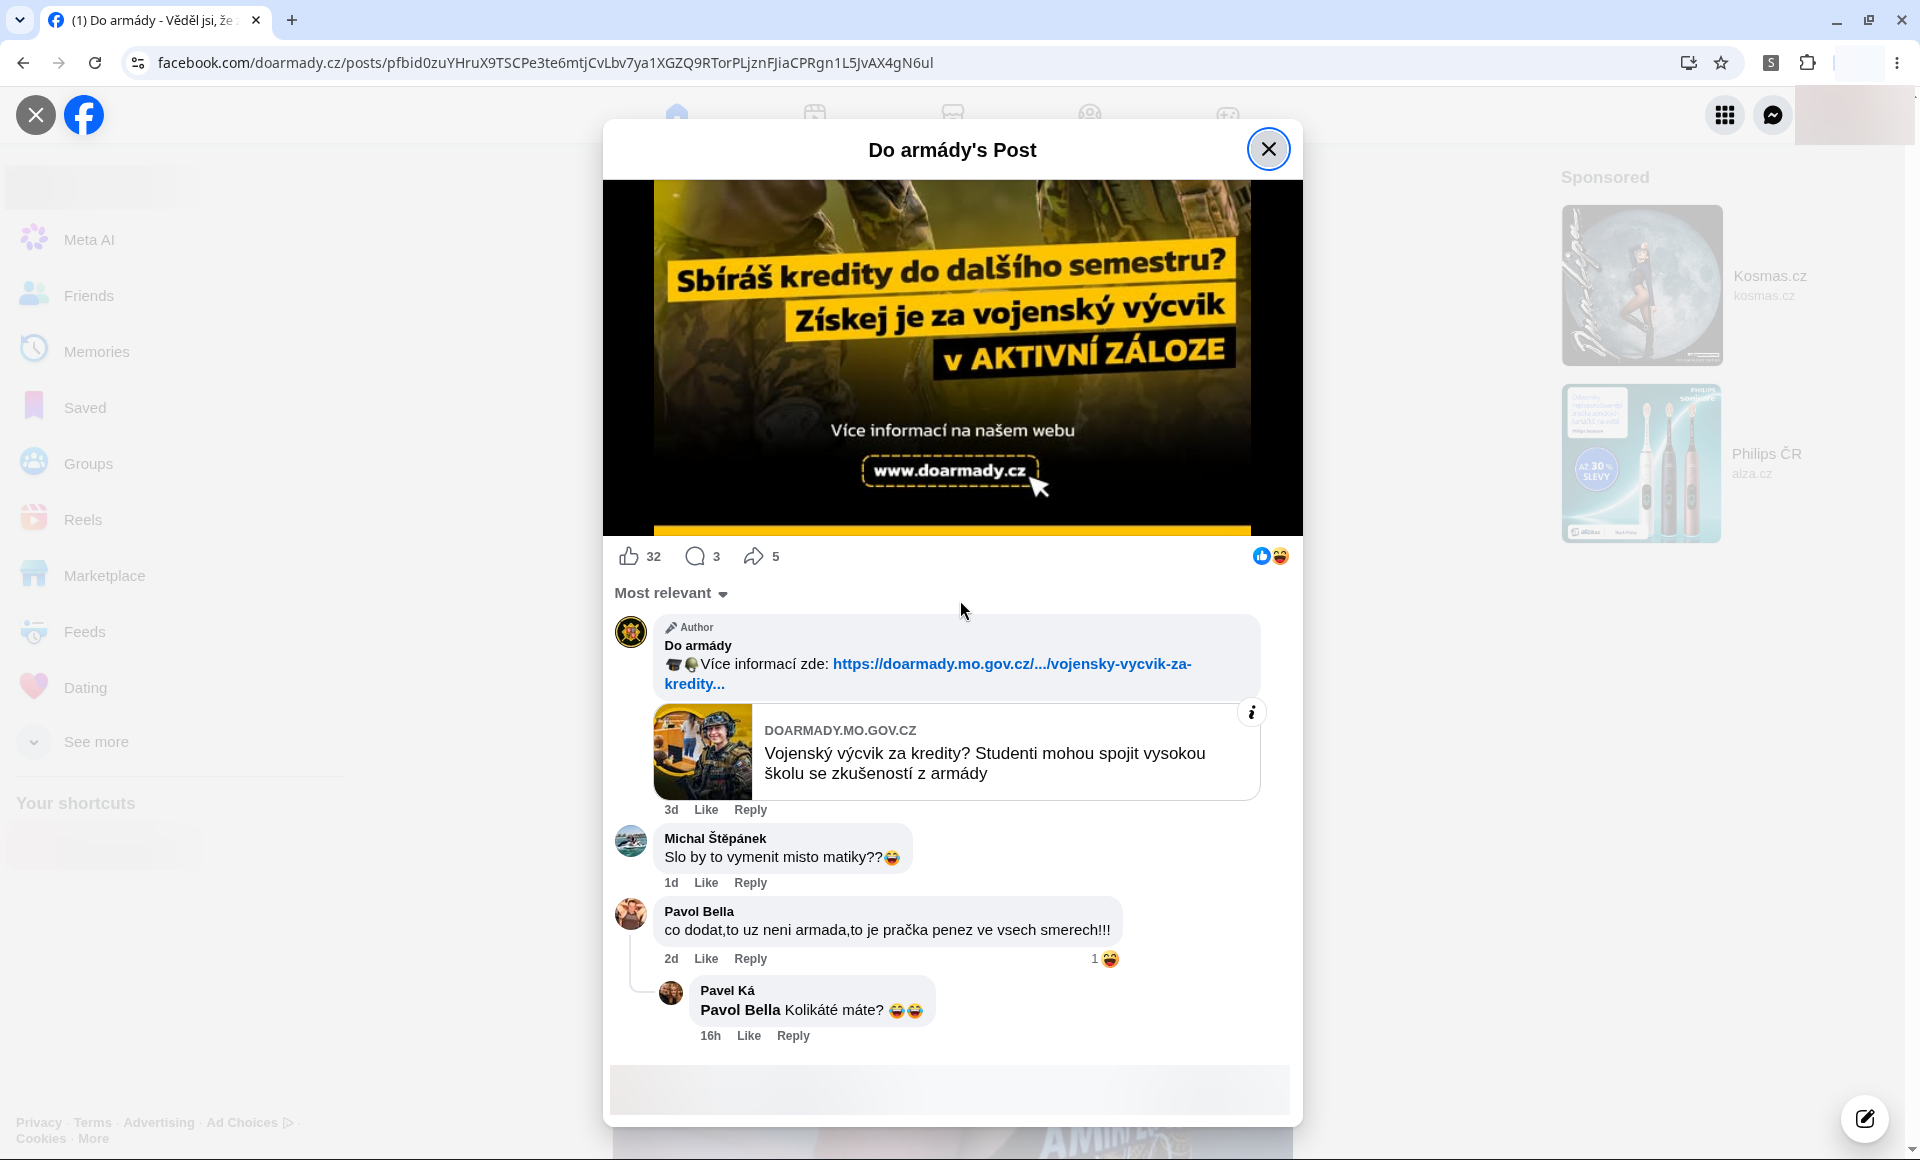 (1) Do armády - Věděl jsi, že
facebook.com/doarmady.cz/posts/pfbid0zuYHruX9TSCPe3te6mtjCvLbv7ya1XGZQ9RTorPLjznFJiaCPRgn1L5JvAX4gN6ul
S
Do armády's Post
Meta AI
Friends
Memories
Saved
Groups
Reels
Marketplace
Feeds
Dating
See more
Your shortcuts
Privacy · Terms · Advertising · Ad Choices ·
Cookies · More
Sbíráš kredity do dalšího semestru?
Získej je za vojenský výcvik
v AKTIVNÍ ZÁLOZE
Více informací na našem webu
www.doarmady.cz
32
3
5
Most relevant
Author
Do armády
Více informací zde: https://doarmady.mo.gov.cz/.../vojensky-vycvik-za-
kredity...
DOARMADY.MO.GOV.CZ
Vojenský výcvik za kredity? Studenti mohou spojit vysokou
školu se zkušeností z armády
3d Like Reply
Michal Štěpánek
Slo by to vymenit misto matiky??😂
1d Like Reply
Pavol Bella
co dodat,to uz neni armada,to je pračka penez ve vsech smerech!!!
2d Like Reply 1
Pavel Ká
Pavol Bella Kolikáté máte? 😂😂
16h Like Reply
Sponsored
Kosmas.cz
kosmas.cz
PHILIPS
sonicare
AŽ 30 %
SLEVY
Philips ČR
alza.cz